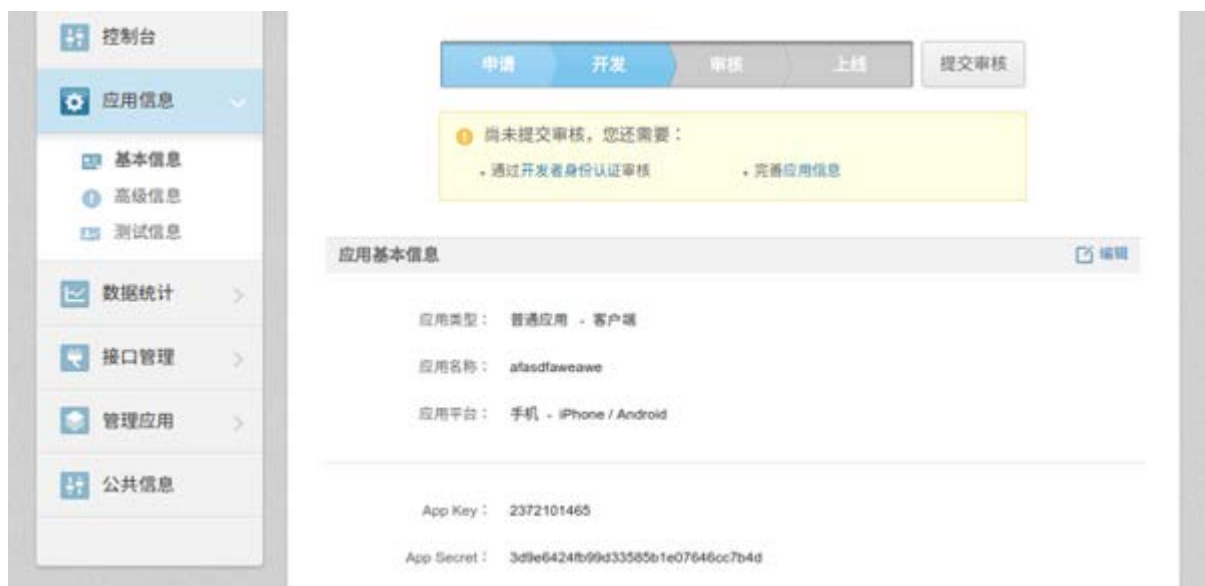 控制台
应用信息
基本信息
高级信息
测试信息
数据统计
接口管理
管理应用
公共信息
申请 开发 审核 上线 提交审核
尚未提交审核，您还需要：
通过开发者身份认证审核 完善应用信息
应用基本信息 编辑
应用类型： 普通应用 - 客户端
应用名称： afasdfaweawe
应用平台： 手机 - iPhone / Android
App Key： 2372101465
App Secret： 3d9e6424fb99d33585b1e07646cc7b4d